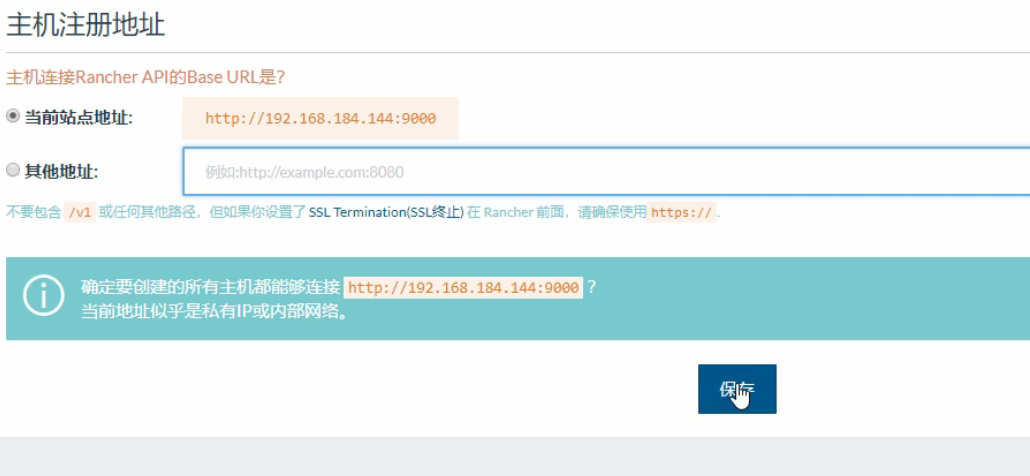 主机注册地址
主机连接Rancher API的Base URL是?
当前站点地址: http://192.168.184.144:9000
其他地址: 例如:http://example.com:8080
不要包含 /v1 或任何其他路径，但如果你设置了 SSL Termination(SSL终止) 在 Rancher 前面，请确保使用 https:// .
确定要创建的所有主机都能够连接 http://192.168.184.144:9000 ?
当前地址似乎是私有IP或内部网络。
保存